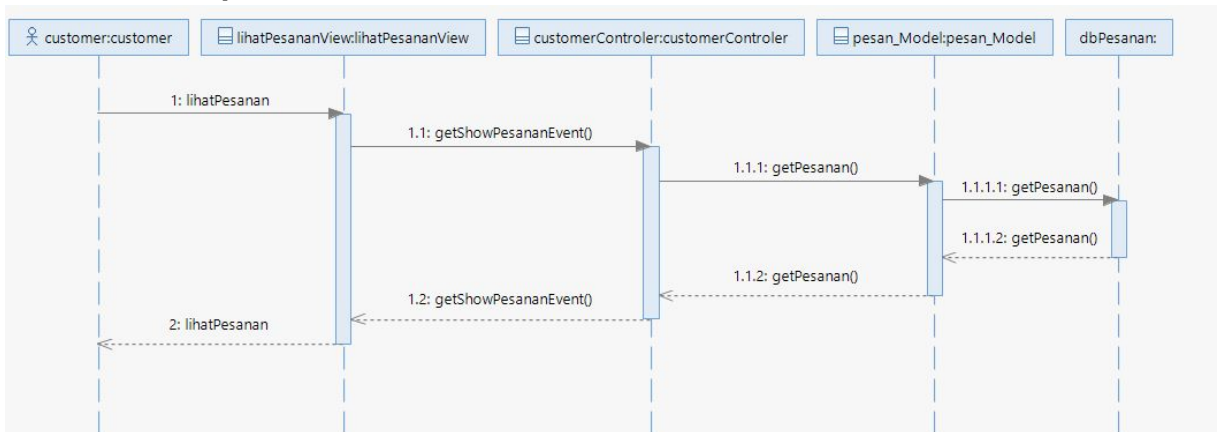 customer:customer
lihatPesananView:lihatPesananView
customerControler:customerControler
pesan_Model:pesan_Model
dbPesanan:
1: lihatPesanan
1.1: getShowPesananEvent()
1.1.1: getPesanan()
1.1.1.1: getPesanan()
1.1.1.2: getPesanan()
1.1.2: getPesanan()
1.2: getShowPesananEvent()
2: lihatPesanan